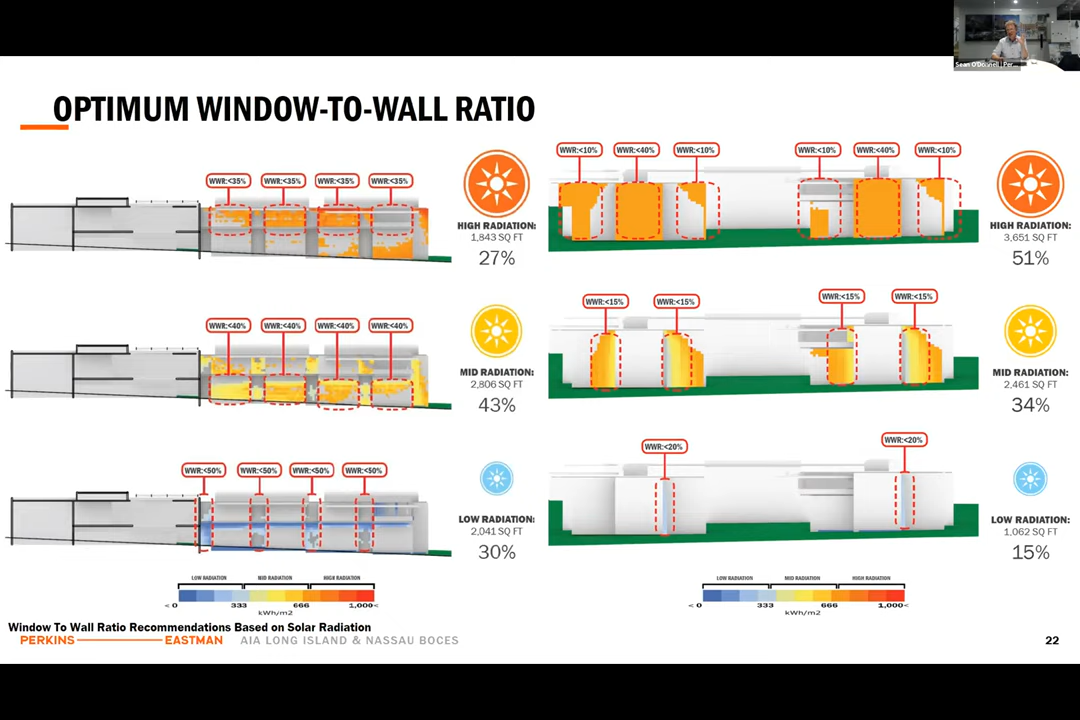 Sean O'Donnell | Per...
OPTIMUM WINDOW-TO-WALL RATIO
WWR:<35% WWR:<35% WWR:<35% WWR:<35%
HIGH RADIATION:
1,843 SQ FT
27%
WWR:<10% WWR:<40% WWR:<10% WWR:<10% WWR:<40% WWR:<10%
HIGH RADIATION:
3,651 SQ FT
51%
WWR:<40% WWR:<40% WWR:<40% WWR:<40%
MID RADIATION:
2,806 SQ FT
43%
WWR:<15% WWR:<15% WWR:<15% WWR:<15%
MID RADIATION:
2,461 SQ FT
34%
WWR:<50% WWR:<50% WWR:<50% WWR:<50%
LOW RADIATION:
2,041 SQ FT
30%
WWR:<20% WWR:<20%
LOW RADIATION:
1,062 SQ FT
15%
LOW RADIATION MID RADIATION HIGH RADIATION
< 0 333 666 1,000<
kWh/m2
LOW RADIATION MID RADIATION HIGH RADIATION
< 0 333 666 1,000<
kWh/m2
Window To Wall Ratio Recommendations Based on Solar Radiation
PERKINS EASTMAN AIA LONG ISLAND & NASSAU BOCES
22